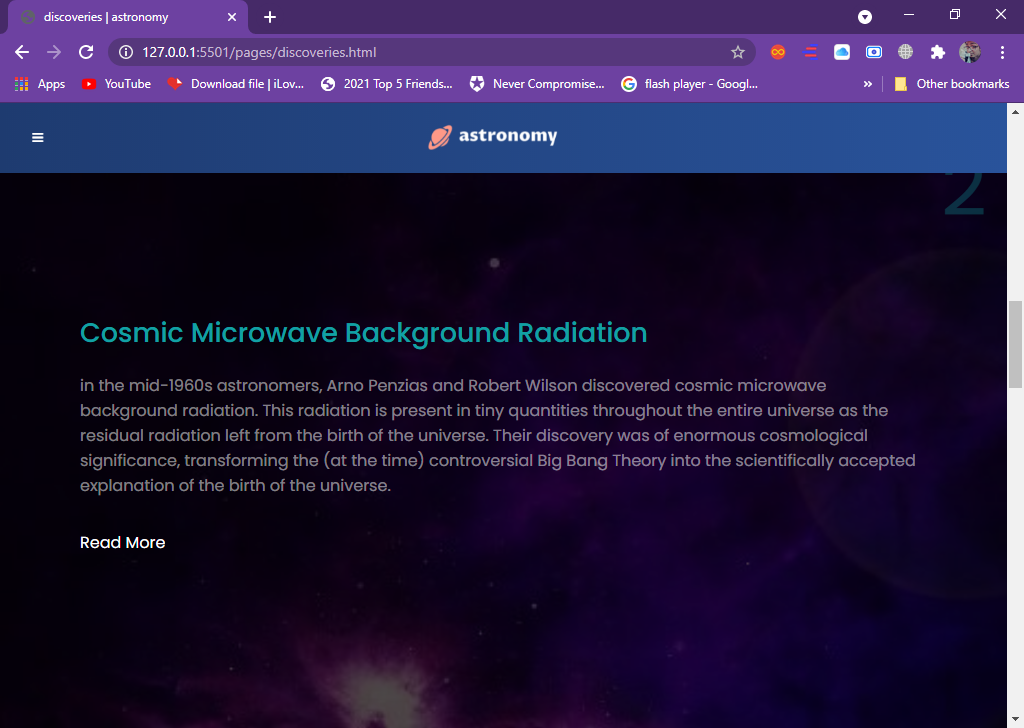 discoveries | astronomy
127.0.0.1:5501/pages/discoveries.html
Apps YouTube Download file | iLov... 2021 Top 5 Friends... Never Compromise... flash player - Googl... » Other bookmarks
astronomy
2
Cosmic Microwave Background Radiation
in the mid-1960s astronomers, Arno Penzias and Robert Wilson discovered cosmic microwave
background radiation. This radiation is present in tiny quantities throughout the entire universe as the
residual radiation left from the birth of the universe. Their discovery was of enormous cosmological
significance, transforming the (at the time) controversial Big Bang Theory into the scientifically accepted
explanation of the birth of the universe.
Read More